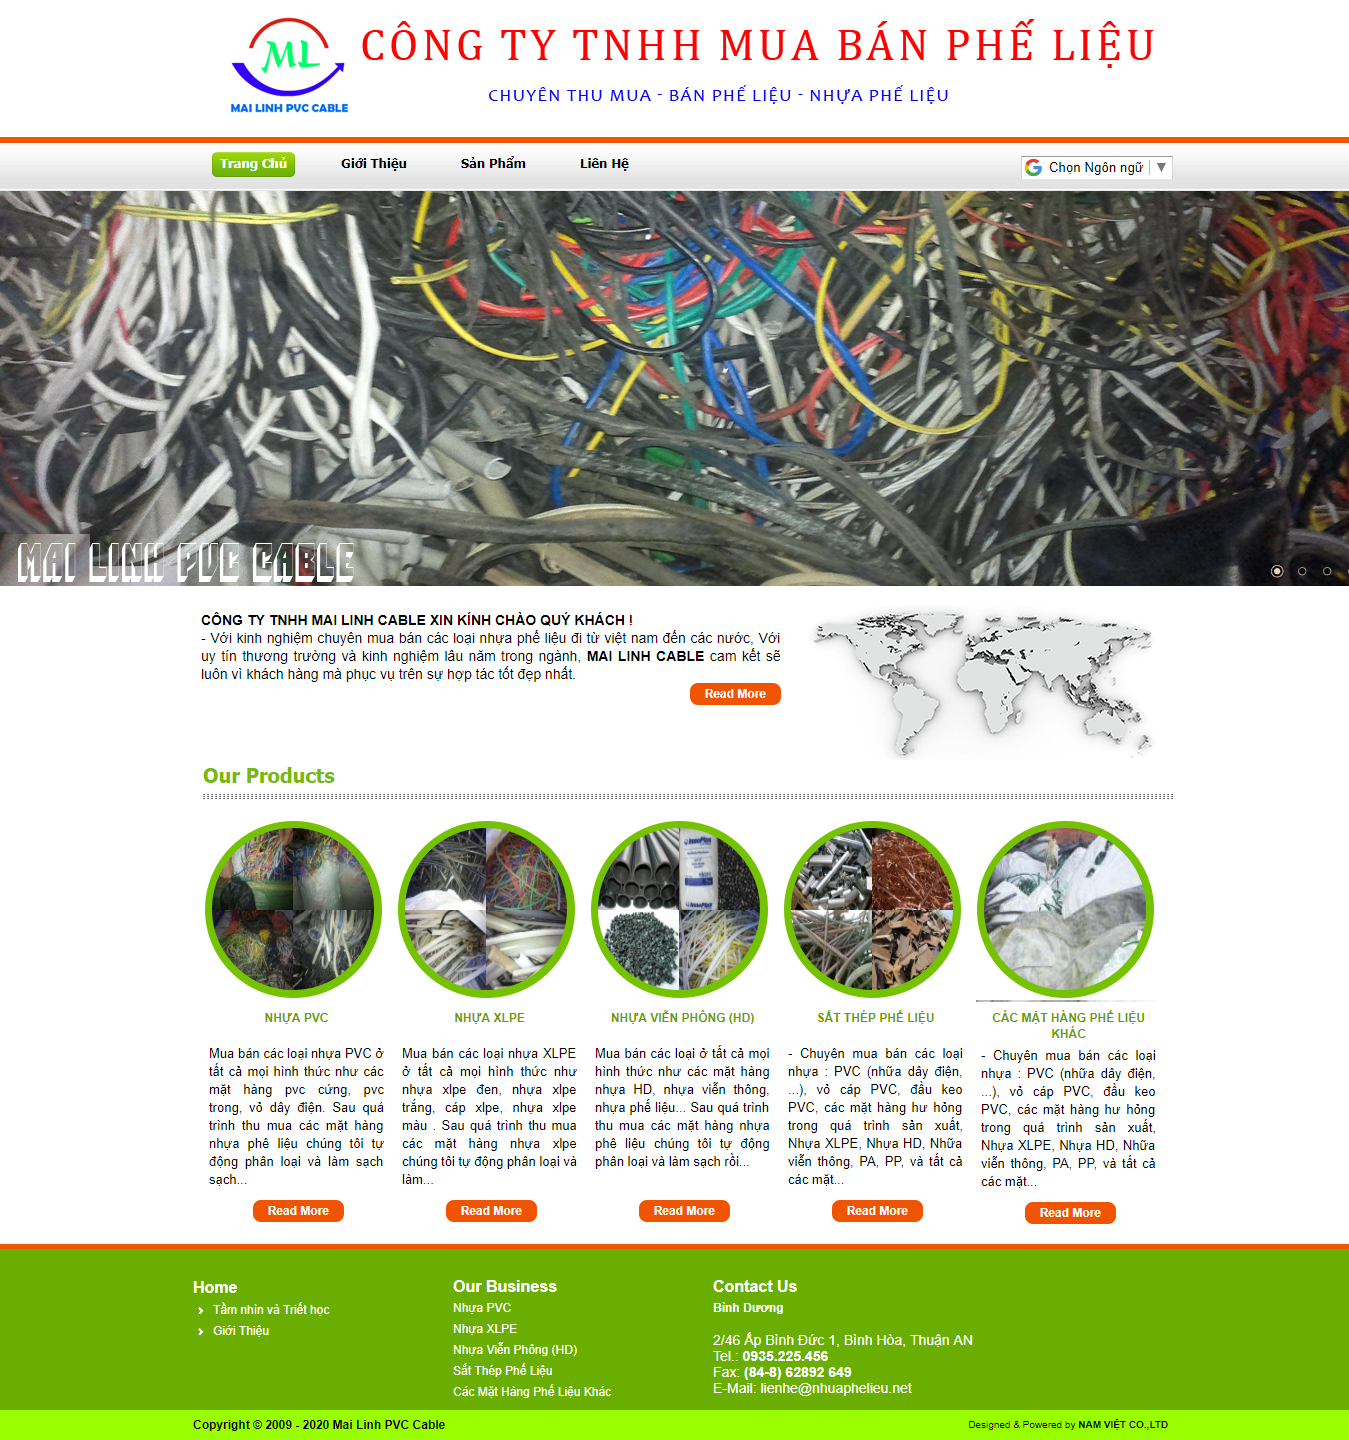 ML
MAI LINH PVC CABLE
CÔNG TY TNHH MUA BÁN PHẾ LIỆU
CHUYÊN THU MUA - BÁN PHẾ LIỆU - NHỰA PHẾ LIỆU
Trang Chủ
Giới Thiệu
Sản Phẩm
Liên Hệ
Chọn Ngôn ngữ ▼
MAI LINH PVC CABLE
CÔNG TY TNHH MAI LINH CABLE XIN KÍNH CHÀO QUÝ KHÁCH !
- Với kinh nghiệm chuyên mua bán các loại nhựa phế liệu đi từ việt nam đến các nước, Với
uy tín thương trường và kinh nghiệm lâu năm trong ngành, MAI LINH CABLE cam kết sẽ
luôn vì khách hàng mà phục vụ trên sự hợp tác tốt đẹp nhất.
Read More
Our Products
NHỰA PVC
Mua bán các loại nhựa PVC ở
tất cả mọi hình thức như các
mặt hàng pvc cứng, pvc
trong, vỏ dây điện. Sau quá
trình thu mua các mặt hàng
nhựa phê liệu chúng tôi tự
động phân loại và làm sạch
sạch...
Read More
NHỰA XLPE
Mua bán các loại nhựa XLPE
ở tất cả mọi hình thức như
nhựa xlpe đen, nhựa xlpe
trắng, cáp xlpe, nhựa xlpe
màu . Sau quá trình thu mua
các mặt hàng nhựa xlpe
chúng tôi tự động phân loại và
làm...
Read More
NHỰA VIỄN PHÔNG (HD)
Mua bán các loại ở tất cả mọi
hình thức như các mặt hàng
nhựa HD, nhựa viễn thông,
nhựa phế liệu... Sau quá trình
thu mua các mặt hàng nhựa
phê liệu chúng tôi tự động
phân loại và làm sạch rồi...
Read More
SẮT THÉP PHẾ LIỆU
- Chuyên mua bán các loại
nhựa : PVC (nhữa dây điện,
...), vỏ cáp PVC, đầu keo
PVC, các mặt hàng hư hỏng
trong quá trình sản xuất,
Nhựa XLPE, Nhựa HD, Nhữa
viễn thông, PA, PP, và tất cả
các mặt...
Read More
CÁC MẶT HÀNG PHẾ LIỆU
KHÁC
- Chuyên mua bán các loại
nhựa : PVC (nhữa dây điện,
...), vỏ cáp PVC, đầu keo
PVC, các mặt hàng hư hỏng
trong quá trình sản xuất,
Nhựa XLPE, Nhựa HD, Nhữa
viễn thông, PA, PP, và tất cả
các mặt...
Read More
Home
Tầm nhìn và Triết học
Giới Thiệu
Our Business
Nhựa PVC
Nhựa XLPE
Nhựa Viễn Phông (HD)
Sắt Thép Phế Liệu
Các Mặt Hàng Phế Liệu Khác
Contact Us
Bình Dương
2/46 Ấp Bình Đức 1, Bình Hòa, Thuận AN
Tel.: 0935.225.456
Fax: (84-8) 62892 649
E-Mail: lienhe@nhuaphelieu.net
Copyright © 2009 - 2020 Mai Linh PVC Cable
Designed & Powered by NAM VIỆT CO.,LTD